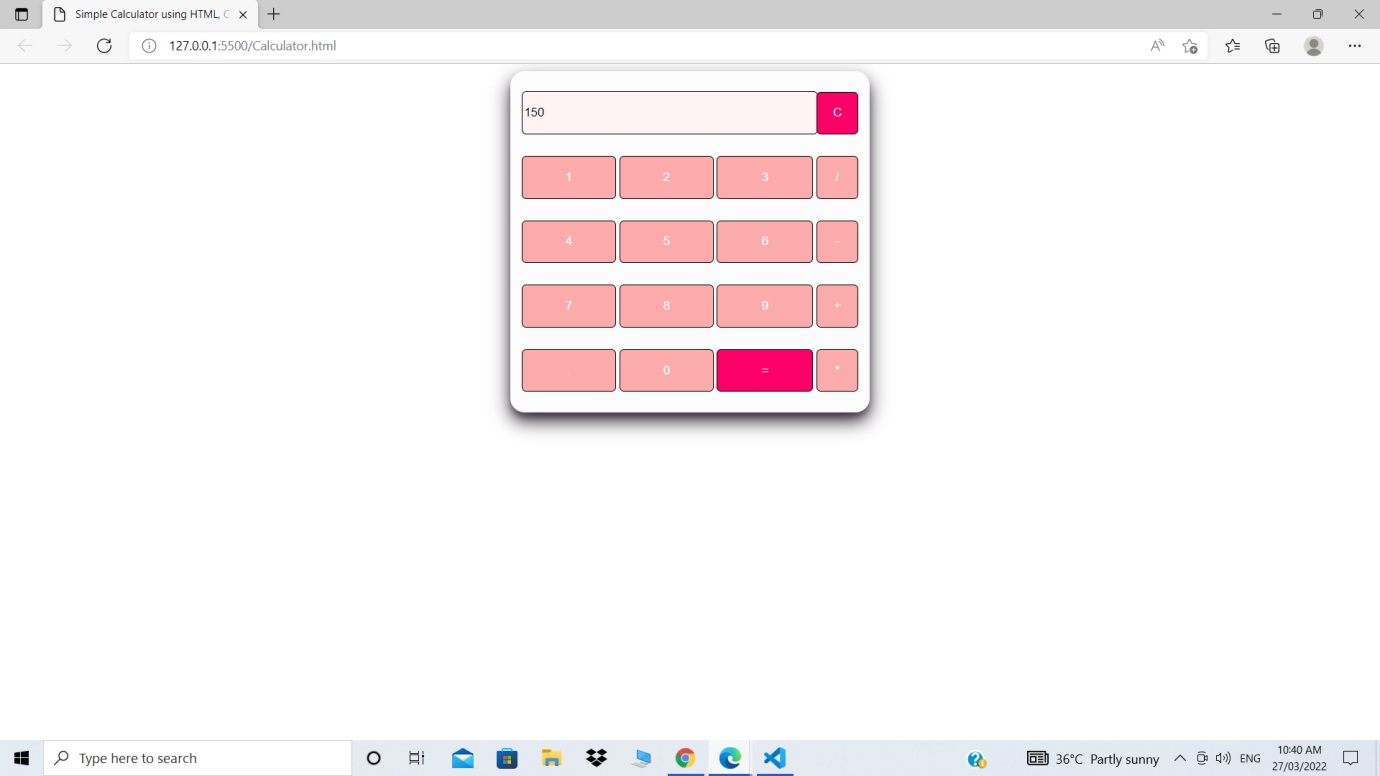 Simple Calculator using HTML, C
127.0.0.1:5500/Calculator.html
150
C
1 2 3 /
4 5 6 -
7 8 9 +
. 0 = *
Type here to search
36°C Partly sunny
ENG
10:40 AM
27/03/2022